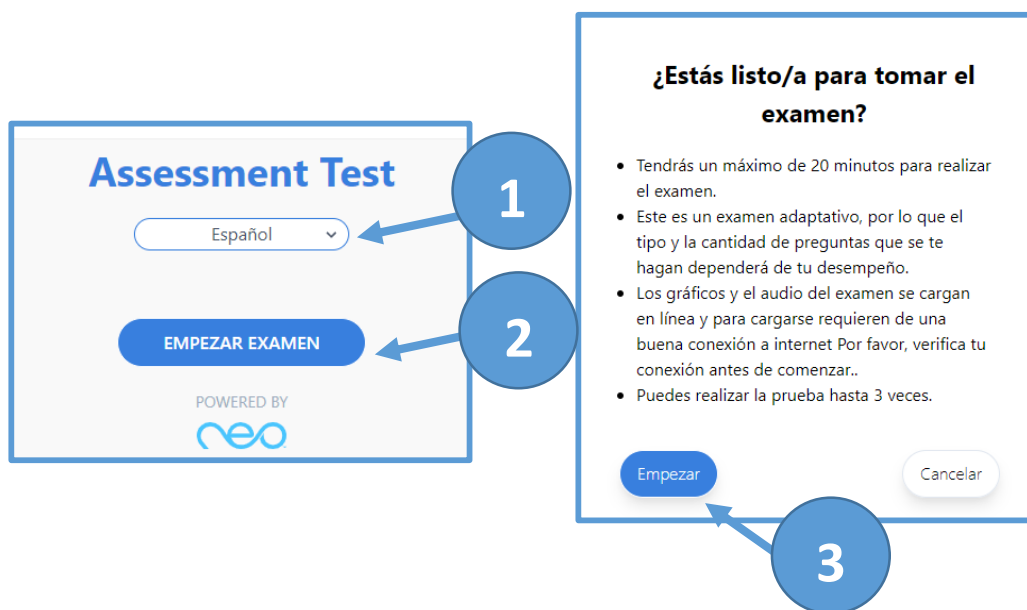 Assessment Test
Español
EMPEZAR EXAMEN
POWERED BY
neo
1
2
¿Estás listo/a para tomar el
examen?
• Tendrás un máximo de 20 minutos para realizar
el examen.
• Este es un examen adaptativo, por lo que el
tipo y la cantidad de preguntas que se te
hagan dependerá de tu desempeño.
• Los gráficos y el audio del examen se cargan
en línea y para cargarse requieren de una
buena conexión a internet Por favor, verifica tu
conexión antes de comenzar..
• Puedes realizar la prueba hasta 3 veces.
Empezar
Cancelar
3